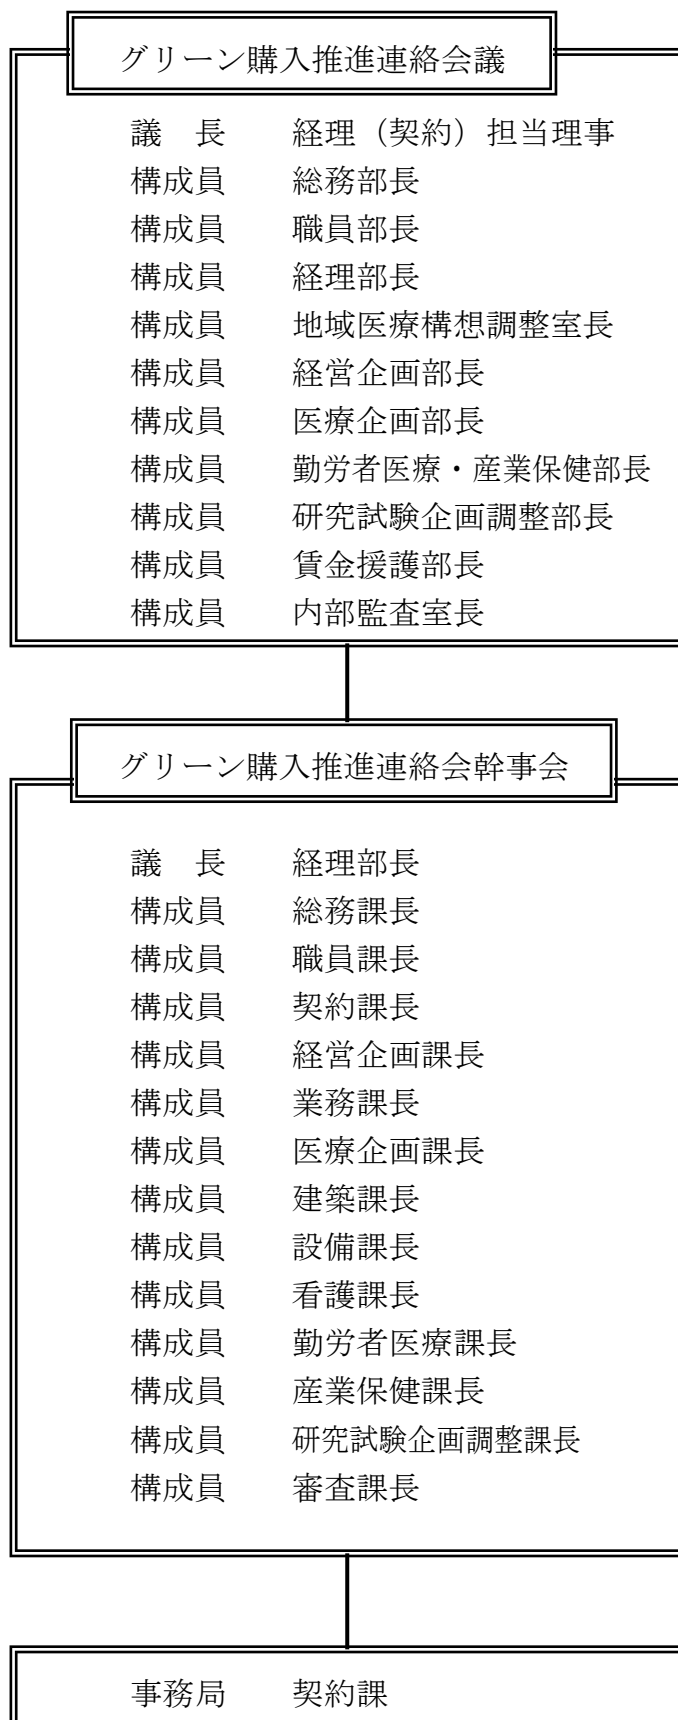 グリーン購入推進連絡会議
議　長　　経理（契約）担当理事
構成員　　総務部長
構成員　　職員部長
構成員　　経理部長
構成員　　地域医療構想調整室長
構成員　　経営企画部長
構成員　　医療企画部長
構成員　　勤労者医療・産業保健部長
構成員　　研究試験企画調整部長
構成員　　賃金援護部長
構成員　　内部監査室長
グリーン購入推進連絡会幹事会
議　長　　経理部長
構成員　　総務課長
構成員　　職員課長
構成員　　契約課長
構成員　　経営企画課長
構成員　　業務課長
構成員　　医療企画課長
構成員　　建築課長
構成員　　設備課長
構成員　　看護課長
構成員　　勤労者医療課長
構成員　　産業保健課長
構成員　　研究試験企画調整課長
構成員　　審査課長
事務局　　契約課